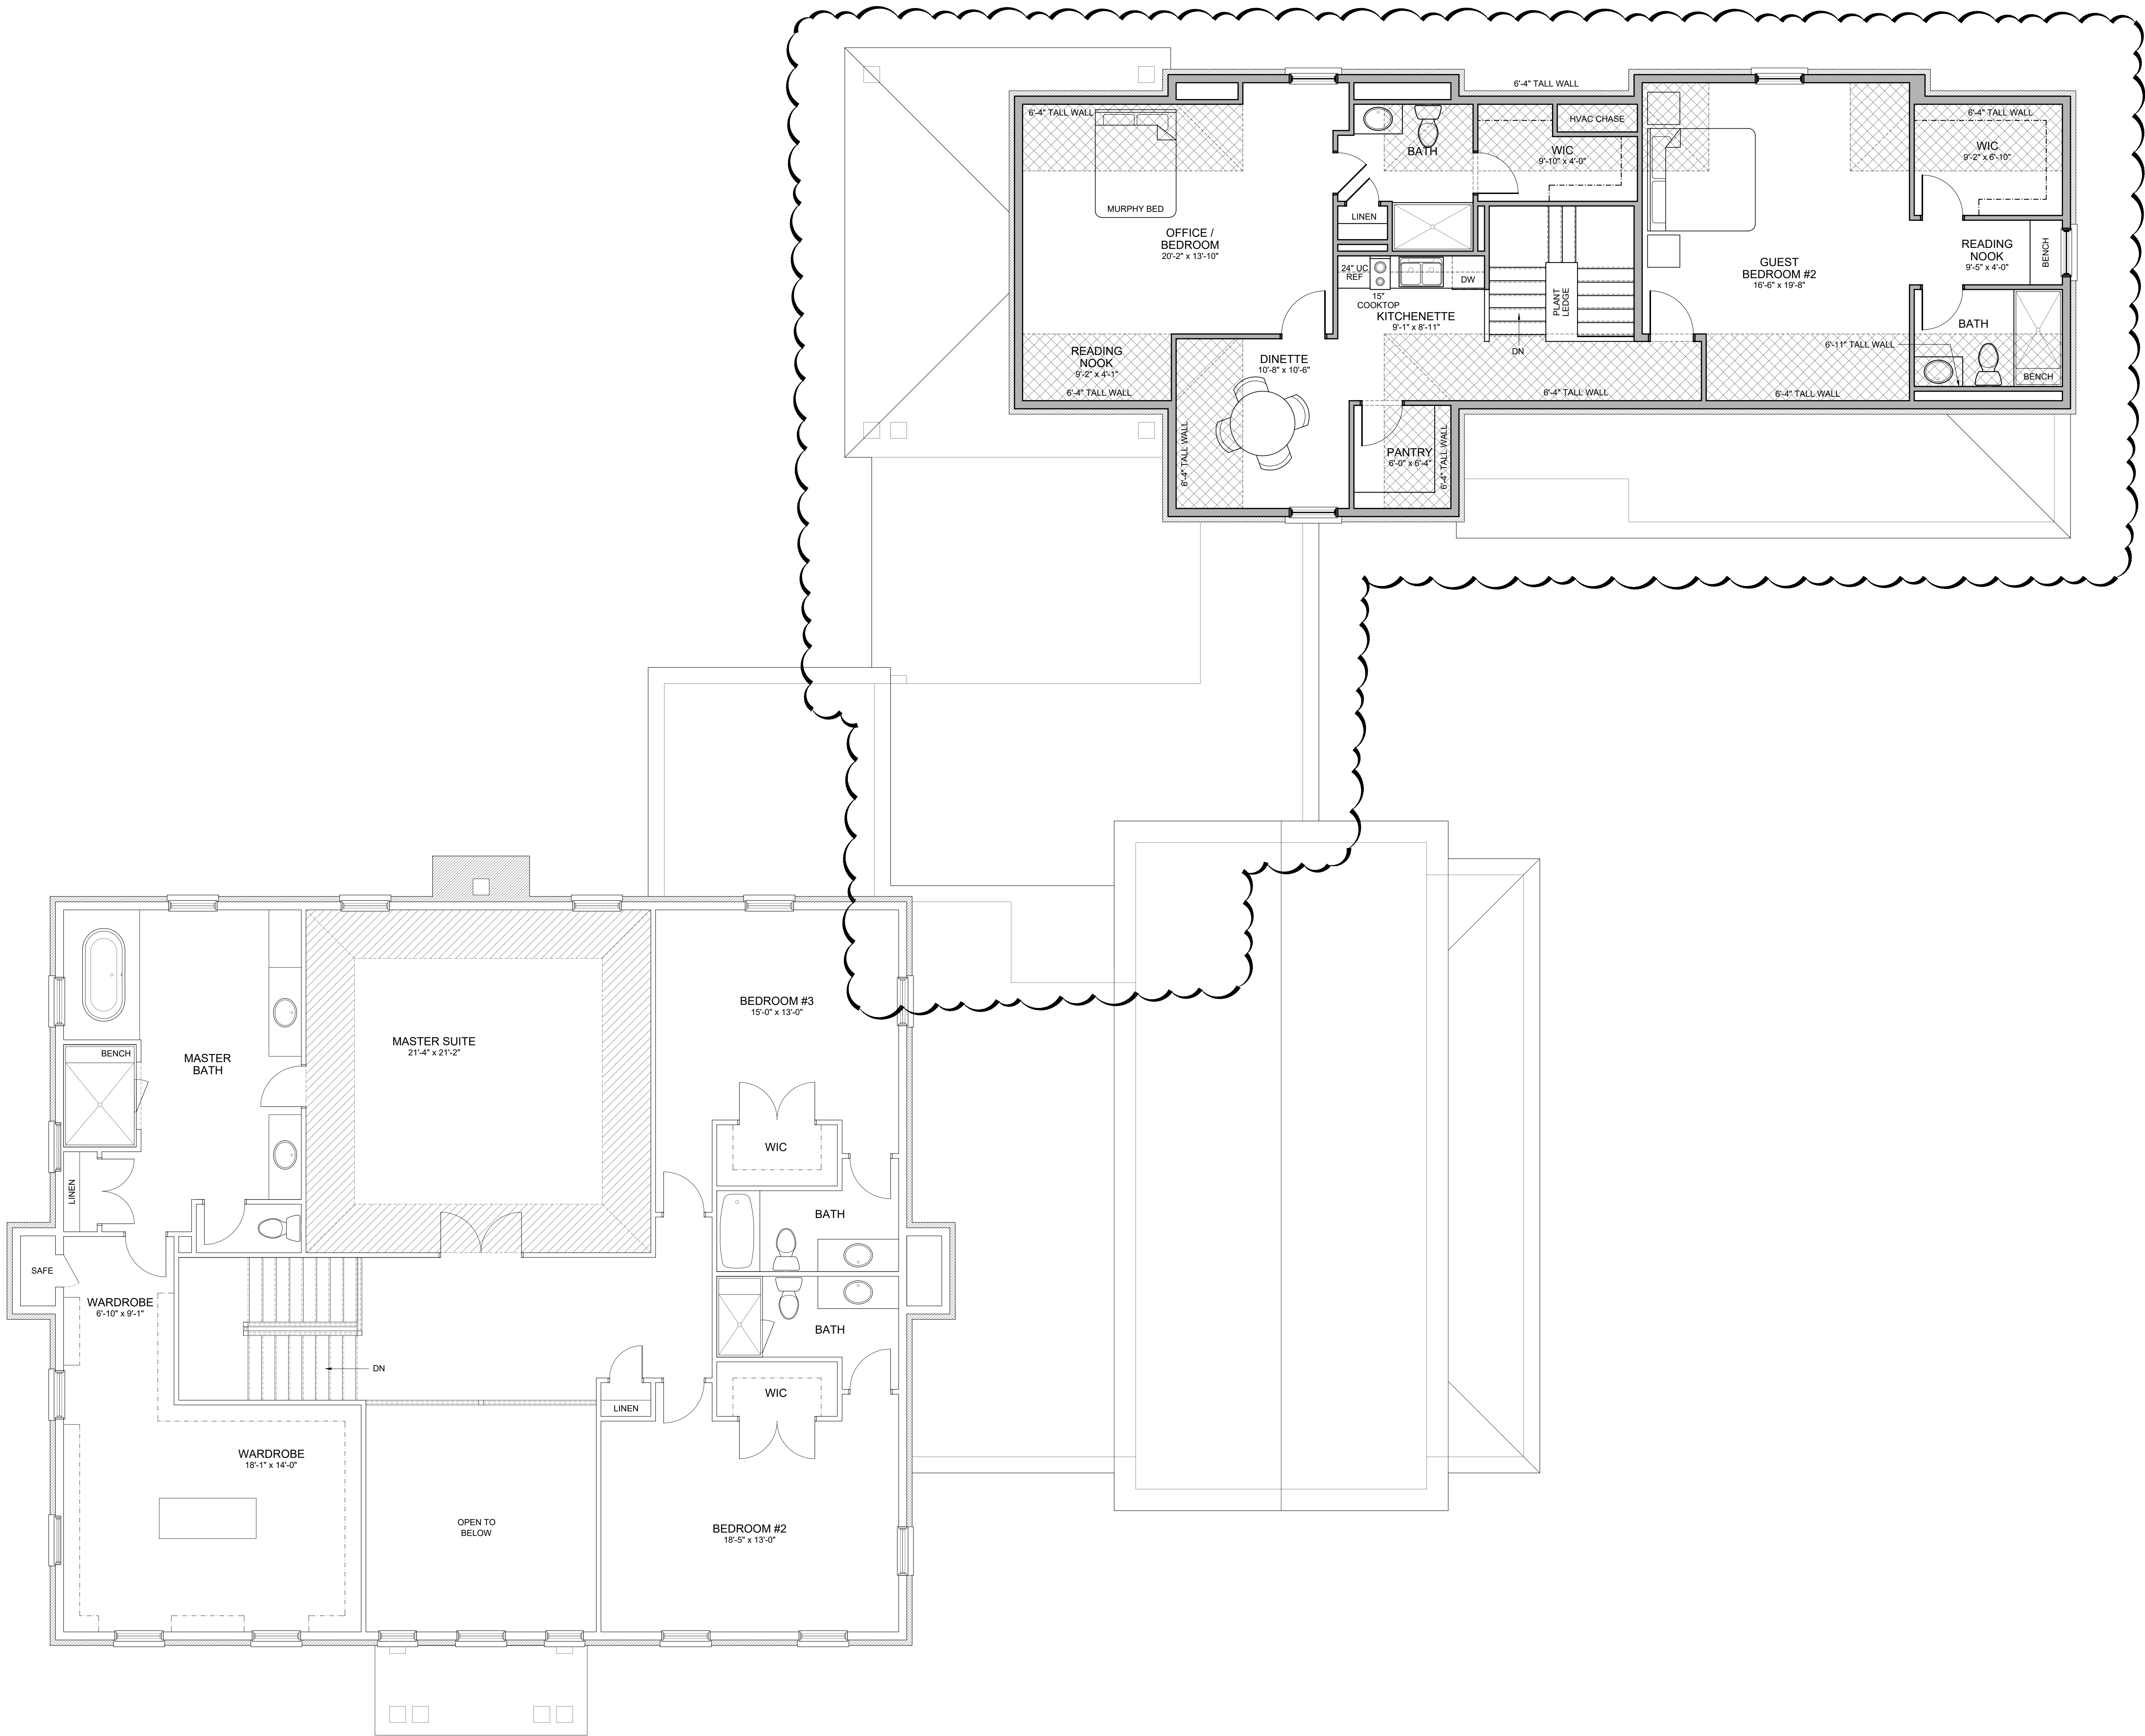 6'-4" TALL WALL
6'-4" TALL WALL
MURPHY BED
OFFICE /
BEDROOM
20'-2" x 13'-10"
READING
NOOK
9'-2" x 4'-1"
6'-4" TALL WALL
BATH
LINEN
WIC
9'-10" x 4'-0"
HVAC CHASE
24" UC
REF
15"
COOKTOP
DW
KITCHENETTE
9'-1" x 8'-11"
DINETTE
10'-8" x 10'-6"
6'-4" TALL WALL
PANTRY
6'-0" x 6'-4"
6'-4" TALL WALL
PLANT
LEDGE
DN
6'-4" TALL WALL
GUEST
BEDROOM #2
16'-6" x 19'-8"
6'-4" TALL WALL
6'-4" TALL WALL
WIC
9'-2" x 6'-10"
READING
NOOK
9'-5" x 4'-0"
BENCH
BATH
6'-11" TALL WALL
BENCH
BENCH
MASTER
BATH
MASTER SUITE
21'-4" x 21'-2"
BEDROOM #3
15'-0" x 13'-0"
WIC
LINEN
BATH
SAFE
WARDROBE
6'-10" x 9'-1"
BATH
DN
WIC
LINEN
WARDROBE
18'-1" x 14'-0"
OPEN TO
BELOW
BEDROOM #2
18'-5" x 13'-0"